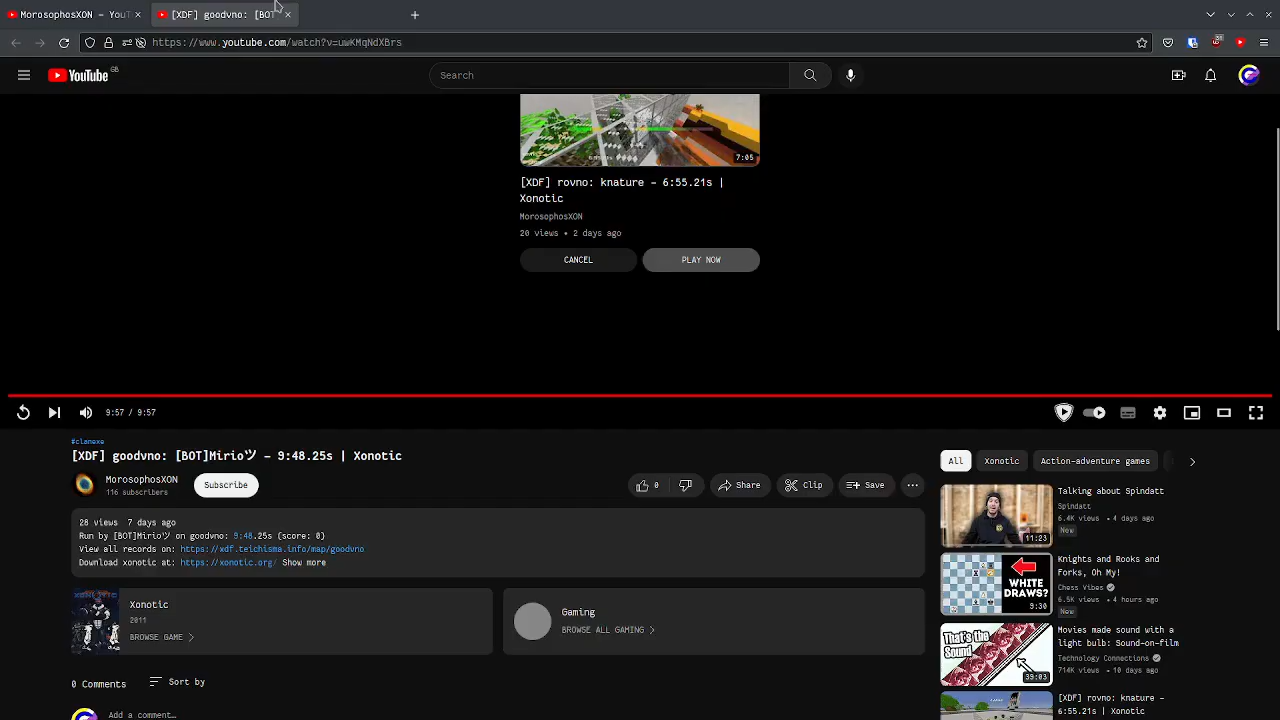 MorosophosXON – YouT
[XDF] goodvno: [BOT
https://www.youtube.com/watch?v=uwKMqNdXBrs
YouTube GB
Search
7:05
[XDF] rovno: knature – 6:55.21s |
Xonotic
MorosophosXON
20 views • 2 days ago
CANCEL
PLAY NOW
9:57 / 9:57
#clanexe
[XDF] goodvno: [BOT]Mirioツ – 9:48.25s | Xonotic
MorosophosXON
116 subscribers
Subscribe
0
Share
Clip
Save
28 views 7 days ago
Run by [BOT]Mirioツ on goodvno: 9:48.25s (score: 0)
View all records on: https://xdf.teichisma.info/map/goodvno
Download xonotic at: https://xonotic.org/ Show more
XONOTIC
Xonotic
2011
BROWSE GAME
Gaming
BROWSE ALL GAMING
0 Comments
Sort by
Add a comment…
All
Xonotic
Action-adventure games
11:23
Talking about Spendatt
Spendatt
6.4K views • 4 days ago
New
WHITE
DRAWS?
9:30
Knights and Rooks and
Forks, Oh My!
Chess Vibes
6.5K views • 4 hours ago
New
That's the
Sound
39:03
Movies made sound with a
light bulb: Sound-on-film
Technology Connections
714K views • 10 days ago
[XDF] rovno: knature –
6:55.21s | Xonotic